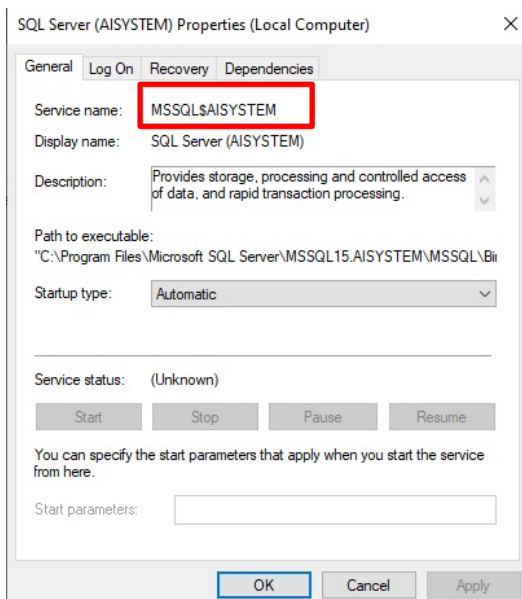 SQL Server (AISYSTEM) Properties (Local Computer)
General Log On Recovery Dependencies
Service name: MSSQL$AISYSTEM
Display name: SQL Server (AISYSTEM)
Description: Provides storage, processing and controlled access
of data, and rapid transaction processing.
Path to executable:
"C:\Program Files\Microsoft SQL Server\MSSQL15.AISYSTEM\MSSQL\Bi
Startup type: Automatic
Service status: (Unknown)
Start Stop Pause Resume
You can specify the start parameters that apply when you start the service
from here.
Start parameters:
OK Cancel Apply